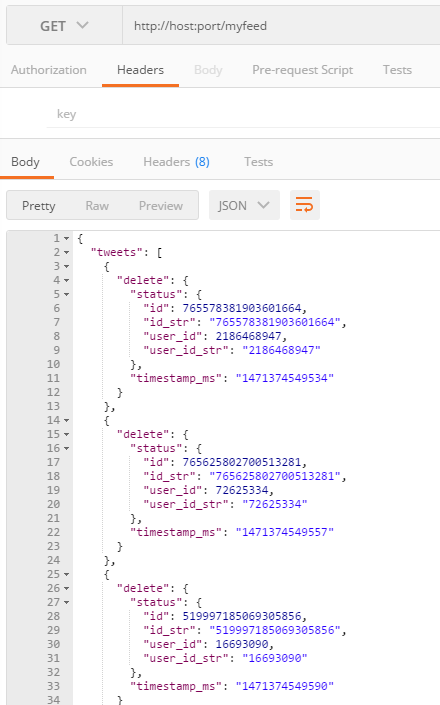 GET http://host:port/myfeed
Authorization Headers Body Pre-request Script Tests
key
Body Cookies Headers (8) Tests
Pretty Raw Preview JSON
1 {
2 "tweets": [
3 {
4 "delete": {
5 "status": {
6 "id": 765578381903601664,
7 "id_str": "765578381903601664",
8 "user_id": 2186468947,
9 "user_id_str": "2186468947"
10 },
11 "timestamp_ms": "1471374549534"
12 }
13 },
14 {
15 "delete": {
16 "status": {
17 "id": 765625802700513281,
18 "id_str": "765625802700513281",
19 "user_id": 72625334,
20 "user_id_str": "72625334"
21 },
22 "timestamp_ms": "1471374549557"
23 }
24 },
25 {
26 "delete": {
27 "status": {
28 "id": 519997185069305856,
29 "id_str": "519997185069305856",
30 "user_id": 16693090,
31 "user_id_str": "16693090"
32 },
33 "timestamp_ms": "1471374549590"
34 }